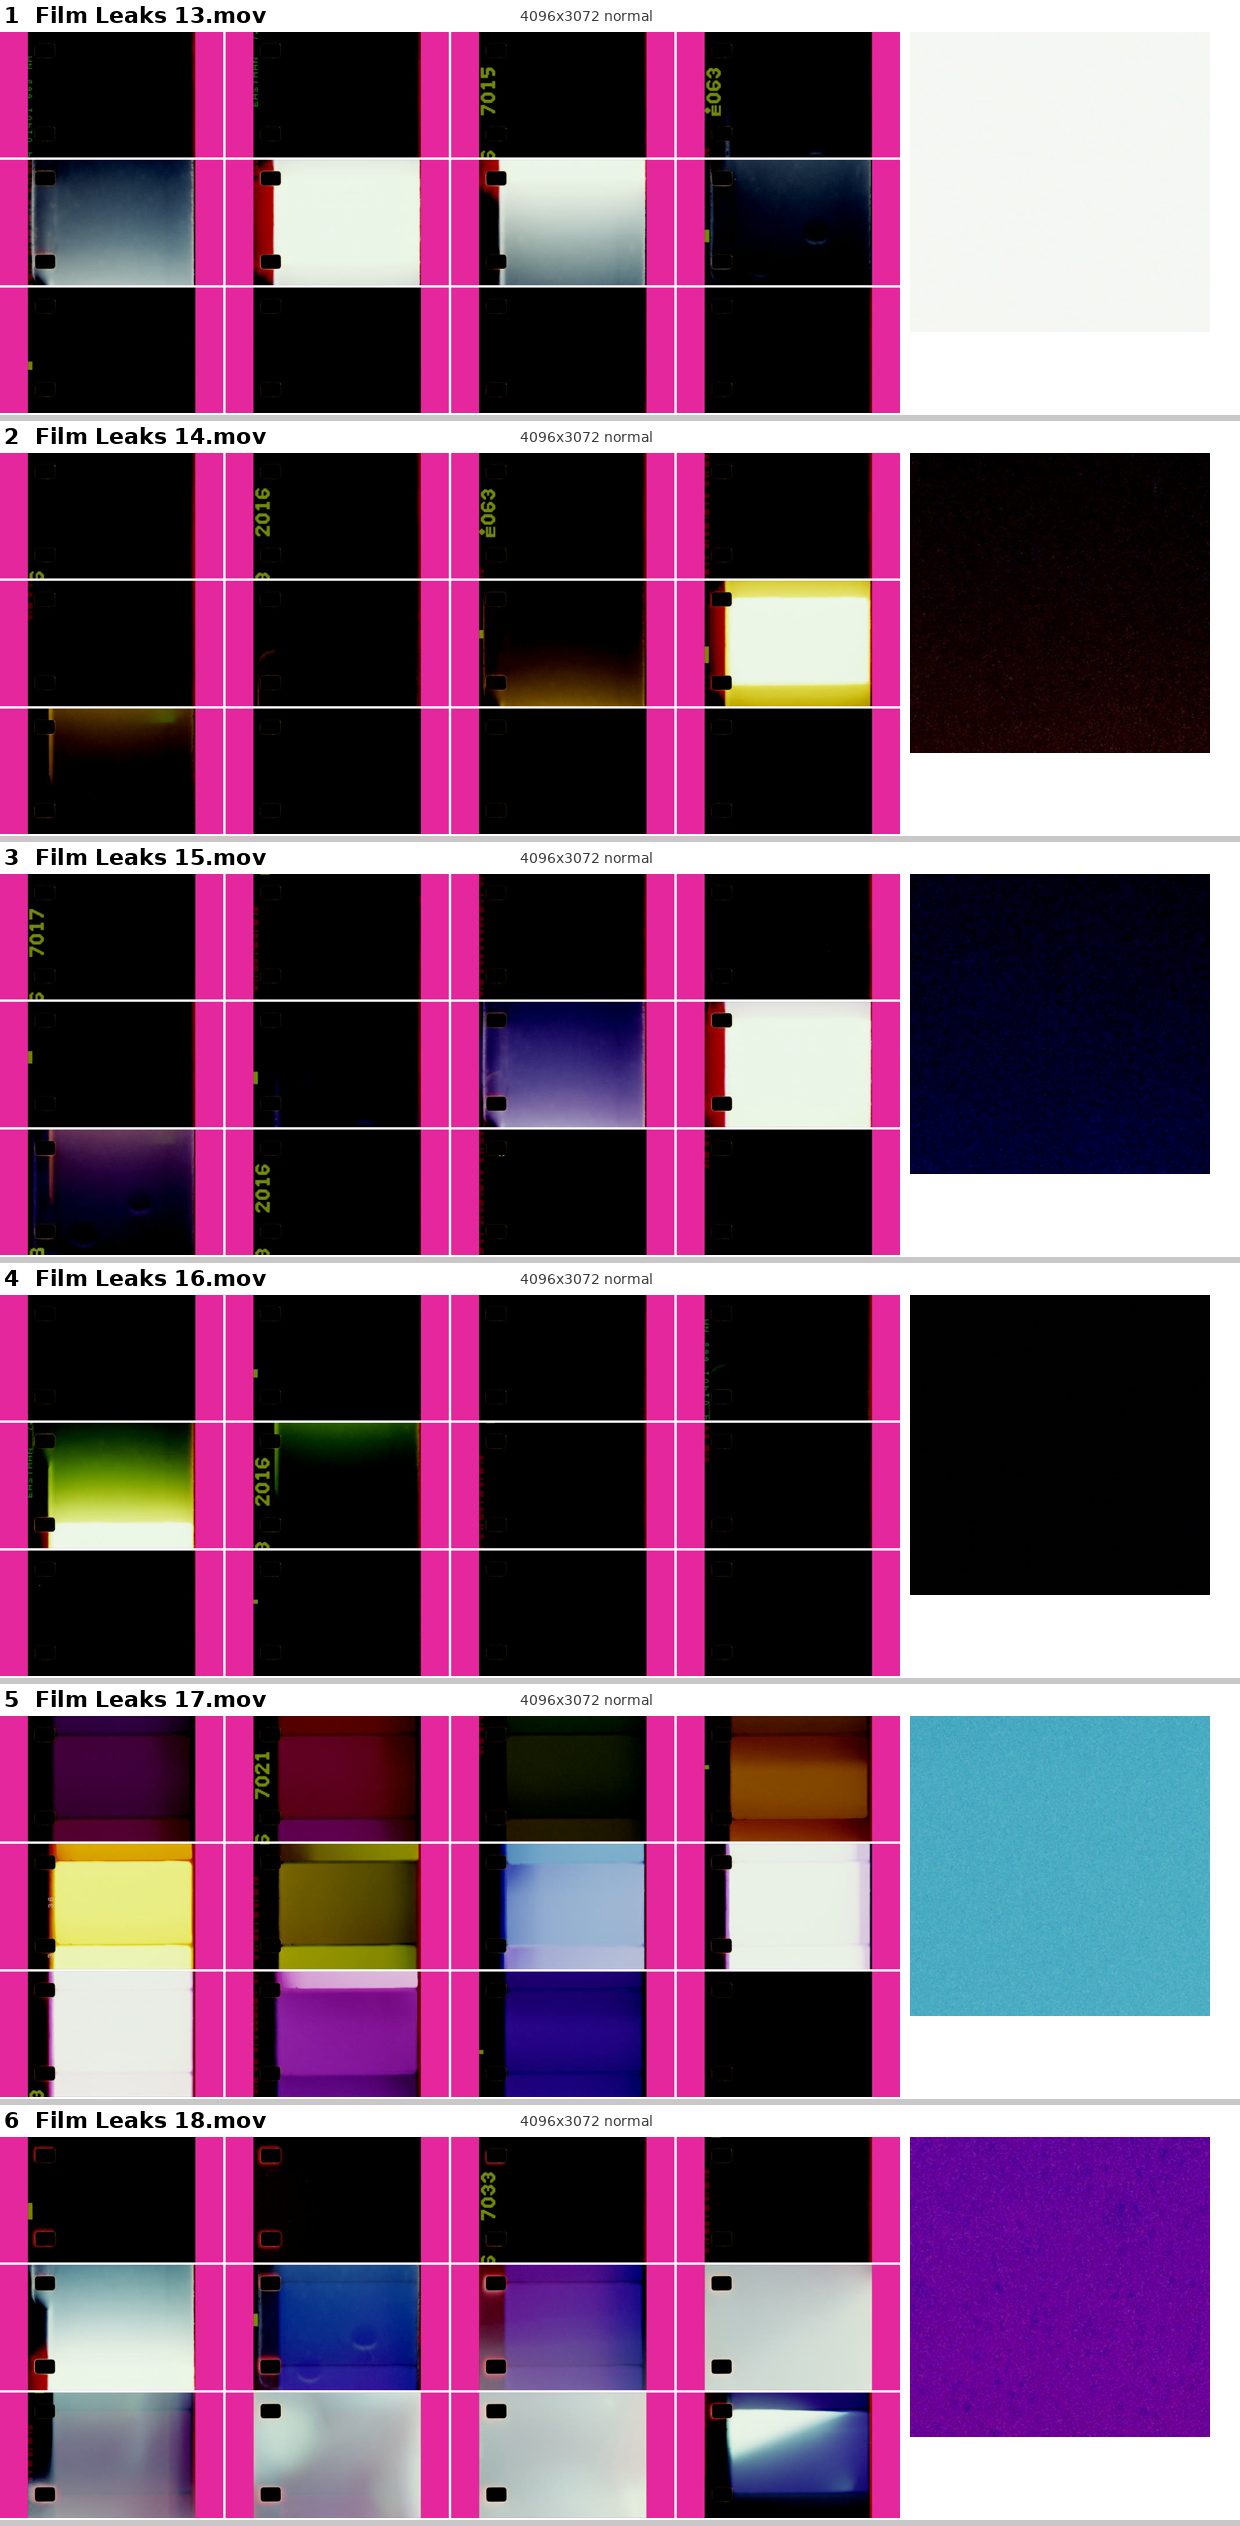 1 Film Leaks 13.mov 4096x3072 normal
7015
E063
2 Film Leaks 14.mov 4096x3072 normal
2016
E063
3 Film Leaks 15.mov 4096x3072 normal
7017
2016
4 Film Leaks 16.mov 4096x3072 normal
2016
5 Film Leaks 17.mov 4096x3072 normal
7021
6 Film Leaks 18.mov 4096x3072 normal
7033